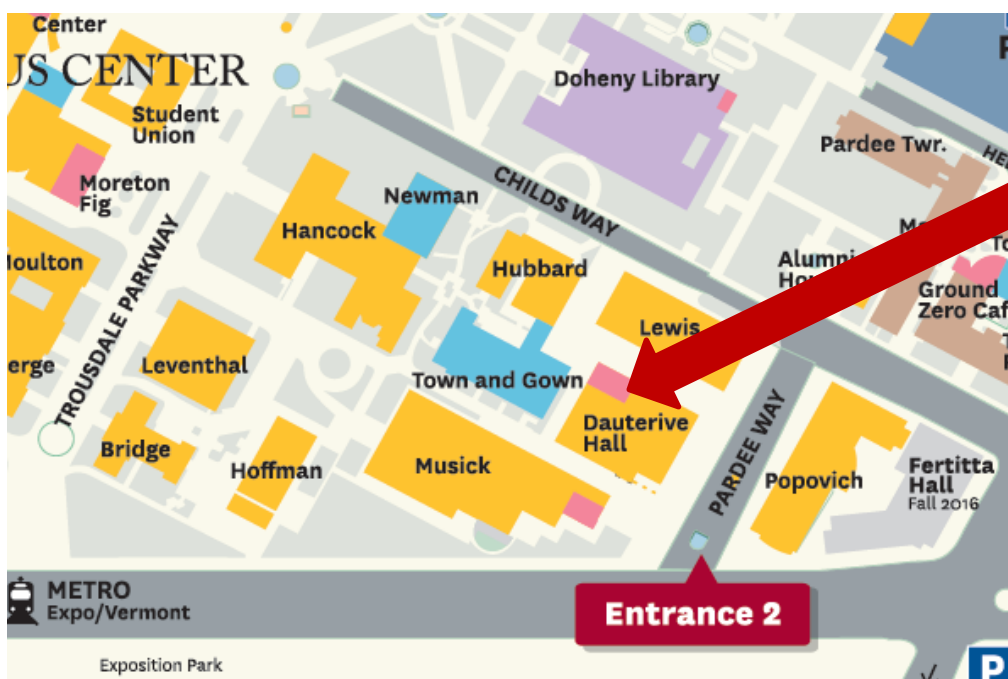 Center
US CENTER
Student
Union
Moreton
Fig
Doheny Library
Pardee Twr.
Newman
CHILDS WAY
Hancock
TROUSDALE PARKWAY
Hubbard
Alumni
Ground
Zero Caf
Lewis
Leventhal
Town and Gown
Dauterive
Hall
PARDEE WAY
Bridge
Hoffman
Musick
Popovich
Fertitta
Hall
Fall 2016
METRO
Expo/Vermont
Entrance 2
Exposition Park
P